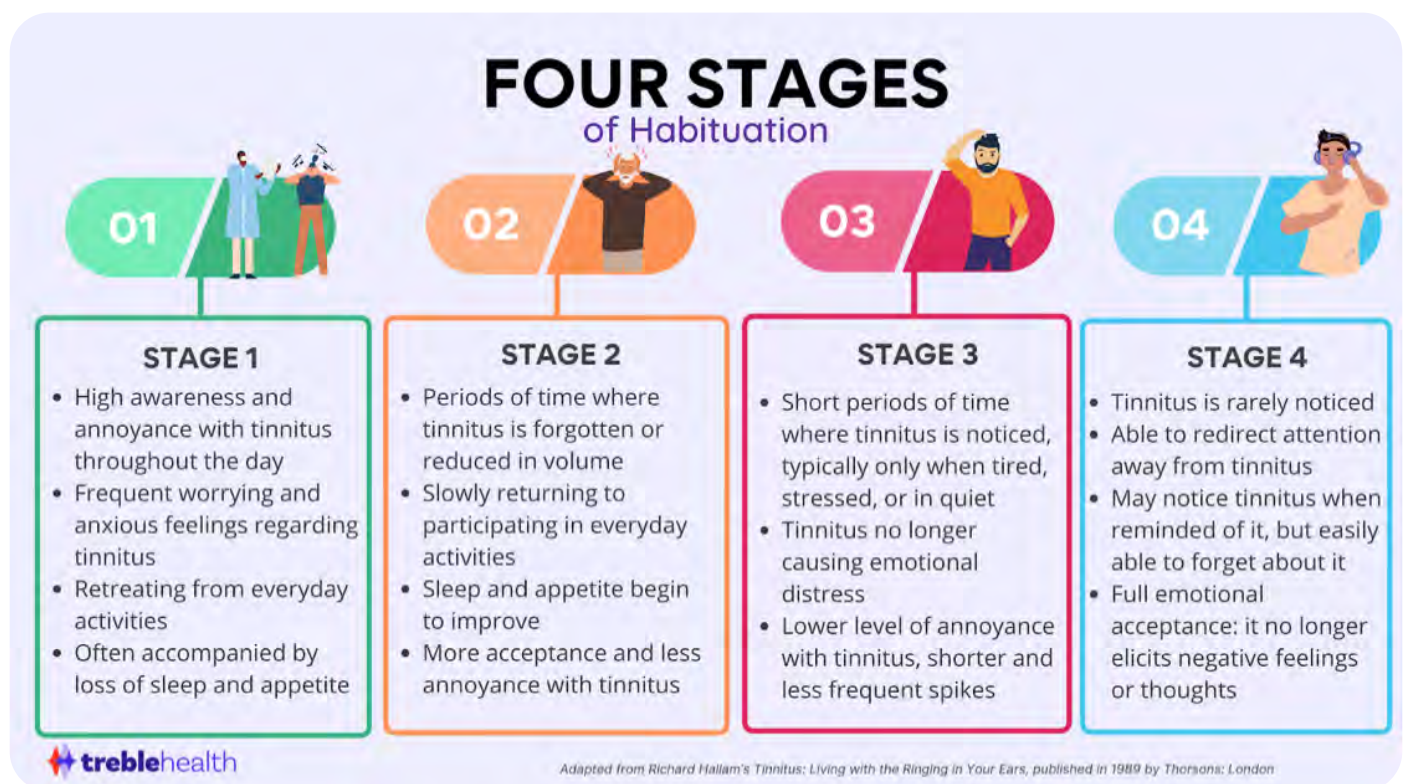 FOUR STAGES
of Habituation
01
02
03
04
STAGE 1
• High awareness and
annoyance with tinnitus
throughout the day
• Frequent worrying and
anxious feelings regarding
tinnitus
• Retreating from everyday
activities
• Often accompanied by
loss of sleep and appetite
STAGE 2
• Periods of time where
tinnitus is forgotten or
reduced in volume
• Slowly returning to
participating in everyday
activities
• Sleep and appetite begin
to improve
• More acceptance and less
annoyance with tinnitus
STAGE 3
• Short periods of time
where tinnitus is noticed,
typically only when tired,
stressed, or in quiet
• Tinnitus no longer
causing emotional
distress
• Lower level of annoyance
with tinnitus, shorter and
less frequent spikes
STAGE 4
• Tinnitus is rarely noticed
• Able to redirect attention
away from tinnitus
• May notice tinnitus when
reminded of it, but easily
able to forget about it
• Full emotional
acceptance: it no longer
elicits negative feelings
or thoughts
treblehealth
Adapted from Richard Hallam's Tinnitus: Living with the Ringing in Your Ears, published in 1989 by Thorsons: London